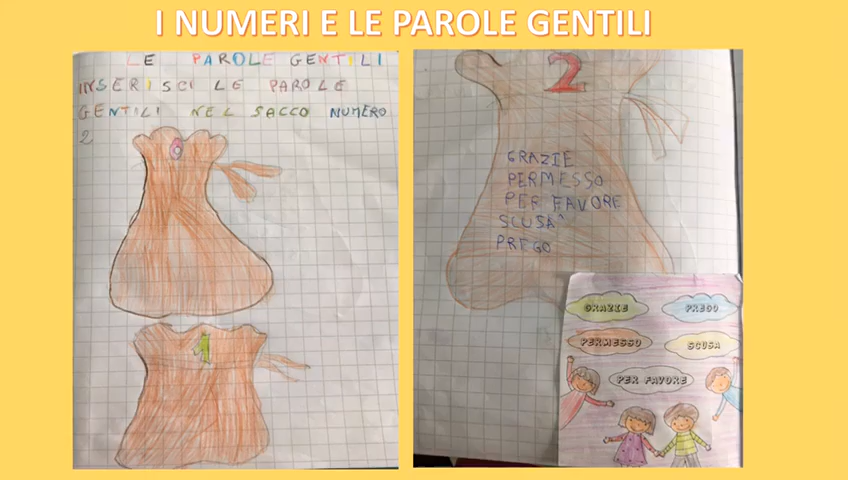 I NUMERI E LE PAROLE GENTILI
LE PAROLE GENTILI
INSERISCI LE PAROLE
GENTILI NEL SACCO NUMERO
2
0
1
2
GRAZIE
PERMESSO
PER FAVORE
SCUSA
PREGO
GRAZIE PREGO
PERMESSO SCUSA
PER FAVORE